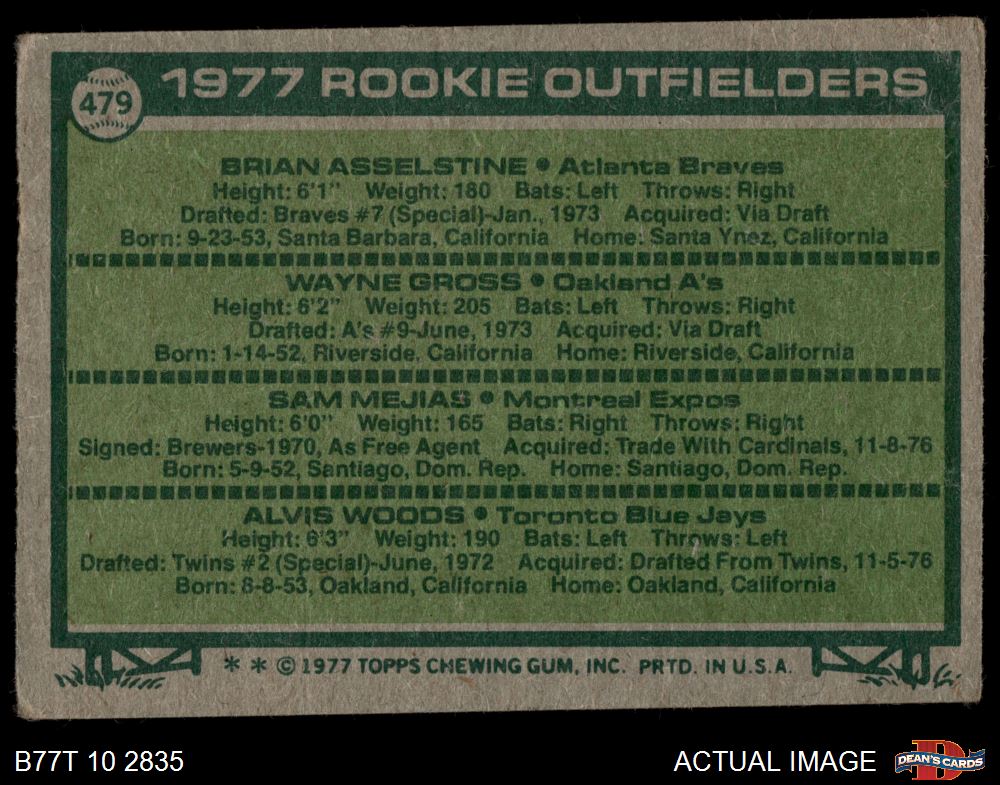 479
1977 ROOKIE OUTFIELDERS
BRIAN ASSELSTINE • Atlanta Braves
Height: 6'1" Weight: 180 Bats: Left Throws: Right
Drafted: Braves #7 (Special)-Jan., 1973 Acquired: Via Draft
Born: 9-23-53, Santa Barbara, California Home: Santa Ynez, California
WAYNE GROSS • Oakland A's
Height: 6'2" Weight: 205 Bats: Left Throws: Right
Drafted: A's #9-June, 1973 Acquired: Via Draft
Born: 1-14-52, Riverside, California Home: Riverside, California
SAM MEJIAS • Montreal Expos
Height: 6'0" Weight: 165 Bats: Right Throws: Right
Signed: Brewers-1970, As Free Agent Acquired: Trade With Cardinals, 11-8-76
Born: 5-9-52, Santiago, Dom. Rep. Home: Santiago, Dom. Rep.
ALVIS WOODS • Toronto Blue Jays
Height: 6'3" Weight: 190 Bats: Left Throws: Left
Drafted: Twins #2 (Special)-June, 1972 Acquired: Drafted From Twins, 11-5-76
Born: 8-8-53, Oakland, California Home: Oakland, California
* * © 1977 TOPPS CHEWING GUM, INC. PRTD. IN U.S.A.
B77T 10 2835
ACTUAL IMAGE
D
DEAN'S CARDS